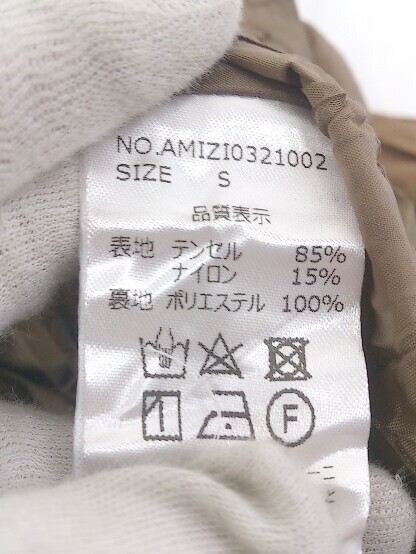 NO.AMIZI0321002
SIZE S
品質表示
表地 テンセル 85%
ナイロン 15%
裏地 ポリエステル 100%
F